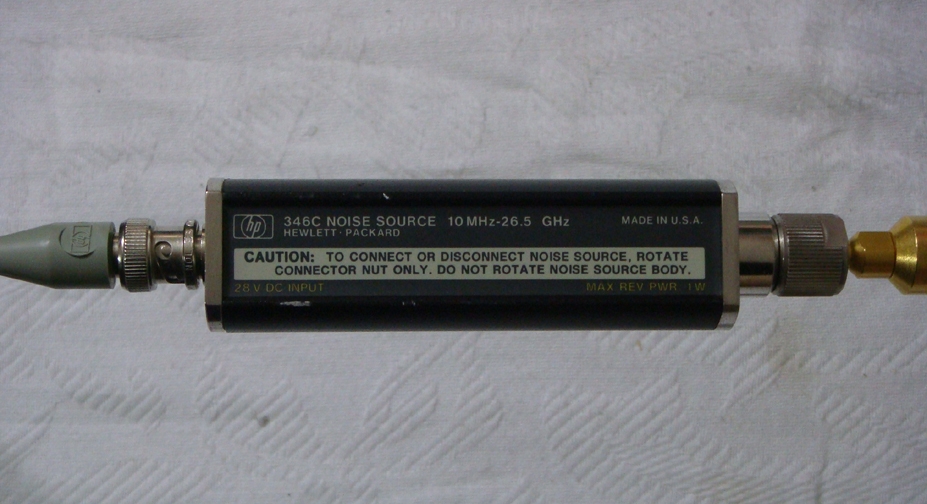 hp 346C NOISE SOURCE 10 MHz-26.5 GHz MADE IN U.S.A.
HEWLETT·PACKARD
CAUTION: TO CONNECT OR DISCONNECT NOISE SOURCE, ROTATE
CONNECTOR NUT ONLY. DO NOT ROTATE NOISE SOURCE BODY.
28 V DC INPUT MAX REV PWR 1W